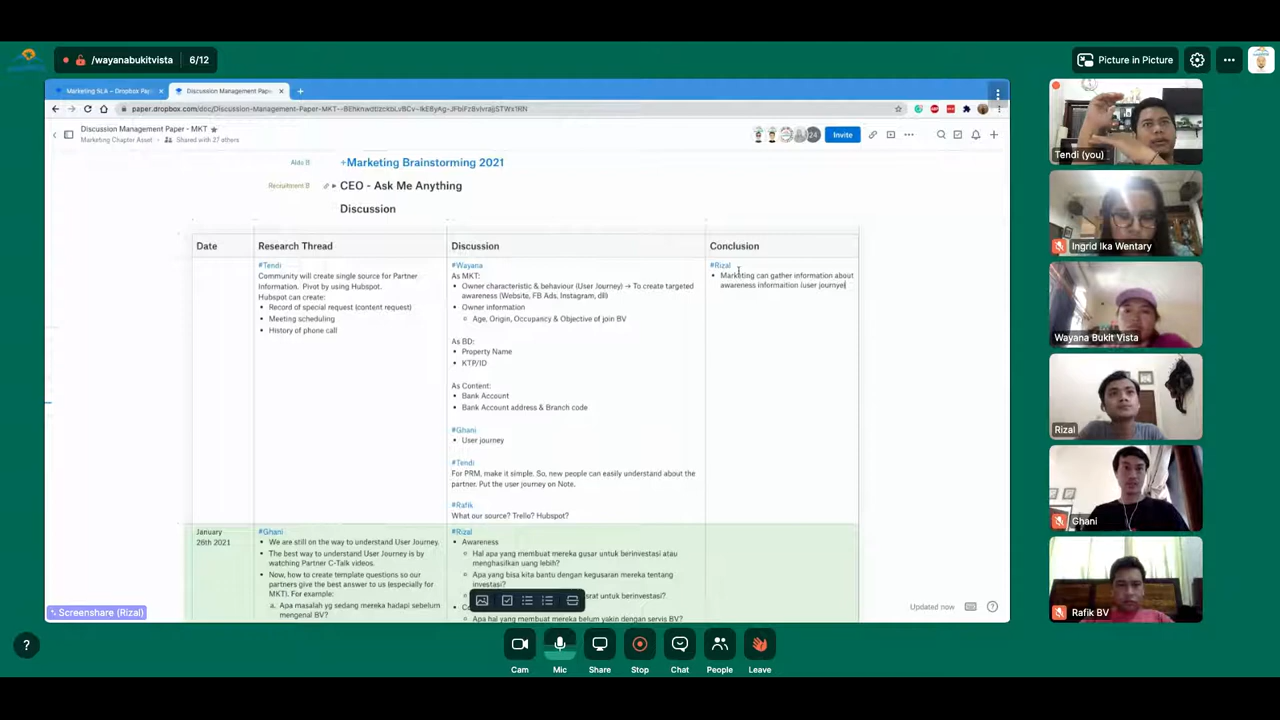 /wayanabukitvista 6/12
Picture in Picture
Marketing SLA – Dropbox Pap
Discussion Management Pape
Discussion Management Paper - MKT
Marketing Chapter Asset
Shared with 27 others
24
Invite
Aldo B
+Marketing Brainstorming 2021
Recruitment B
CEO - Ask Me Anything
Discussion
Date
Research Thread
Discussion
Conclusion
#Tendi
Community will create single source for Partner
Information. Pivot by using Hubspot.
Hubspot can create:
• Record of special request (content request)
• Meeting scheduling
• History of phone call
#Wayana
As MKT:
• Owner characteristic & behaviour (User Journey) → To create targeted
awareness (Website, FB Ads, Instagram, dll)
• Owner information
○ Age, Origin, Occupancy & Objective of join BV
As BD:
• Property Name
• KTP/ID
As Content:
• Bank Account
• Bank Account address & Branch code
#Ghani
• User journey
#Tendi
For PRM, make it simple. So, new people can easily understand about the
partner. Put the user journey on Note.
#Rafik
What our source? Trello? Hubspot?
#Rizal
• Marketing can gather information about
awareness informaition (user journye)
January
26th 2021
#Ghani
• We are still on the way to understand User Journey.
• The best way to understand User Journey is by
watching Partner C-Talk videos.
• Now, how to create template questions so our
partners give the best answer to us (especially for
MKT). For example:
a. Apa masalah yg sedang mereka hadapi sebelum
mengenal BV?
#Rizal
• Awareness
○ Hal apa yang membuat mereka gusar untuk berinvestasi atau
menghasilkan uang lebih?
○ Apa yang bisa kita bantu dengan kegusaran mereka tentang
investasi?
untuk berinvestasi?
○ Apa hal yang membuat mereka belum yakin dengan servis BV?
Updated now
Screenshare (Rizal)
Tendi (you)
Ingrid Ika Wentary
Wayana Bukit Vista
Rizal
Ghani
Rafik BV
?
Cam
Mic
Share
Stop
Chat
People
Leave